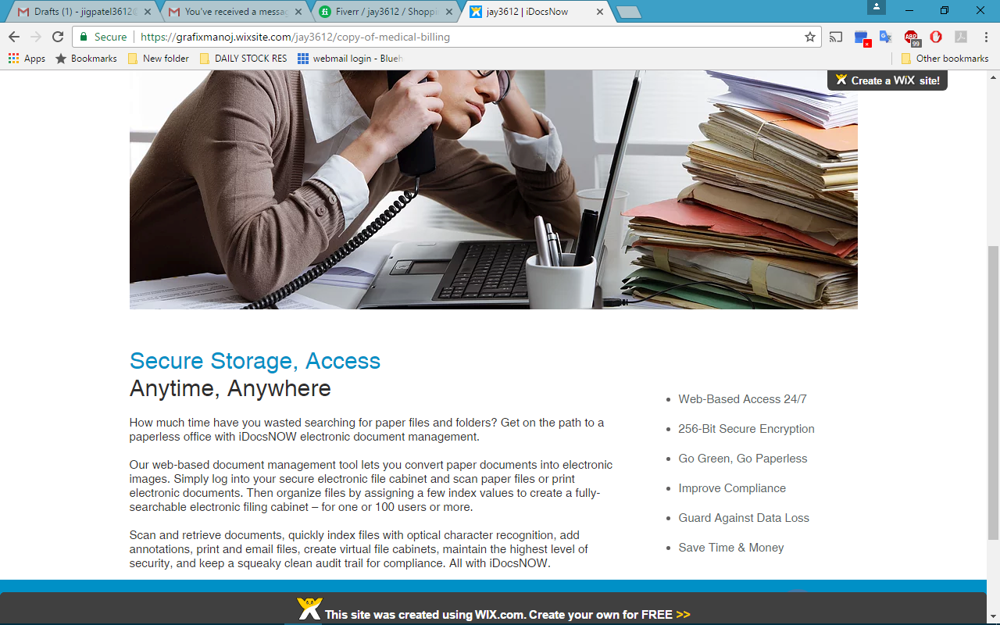 Drafts (1) - jigpatel3612@
You've received a messag
Fiverr / jay3612 / Shoppi
jay3612 | iDocsNow
Secure
https://grafixmanoj.wixsite.com/jay3612/copy-of-medical-billing
ABP
99
Apps
Bookmarks
New folder
DAILY STOCK RES
webmail login - Blueh
Other bookmarks
Create a WiX site!
Secure Storage, Access
Anytime, Anywhere
How much time have you wasted searching for paper files and folders? Get on the path to a
paperless office with iDocsNOW electronic document management.
Our web-based document management tool lets you convert paper documents into electronic
images. Simply log into your secure electronic file cabinet and scan paper files or print
electronic documents. Then organize files by assigning a few index values to create a fully-
searchable electronic filing cabinet – for one or 100 users or more.
Scan and retrieve documents, quickly index files with optical character recognition, add
annotations, print and email files, create virtual file cabinets, maintain the highest level of
security, and keep a squeaky clean audit trail for compliance. All with iDocsNOW.
• Web-Based Access 24/7
• 256-Bit Secure Encryption
• Go Green, Go Paperless
• Improve Compliance
• Guard Against Data Loss
• Save Time & Money
This site was created using WIX.com. Create your own for FREE >>